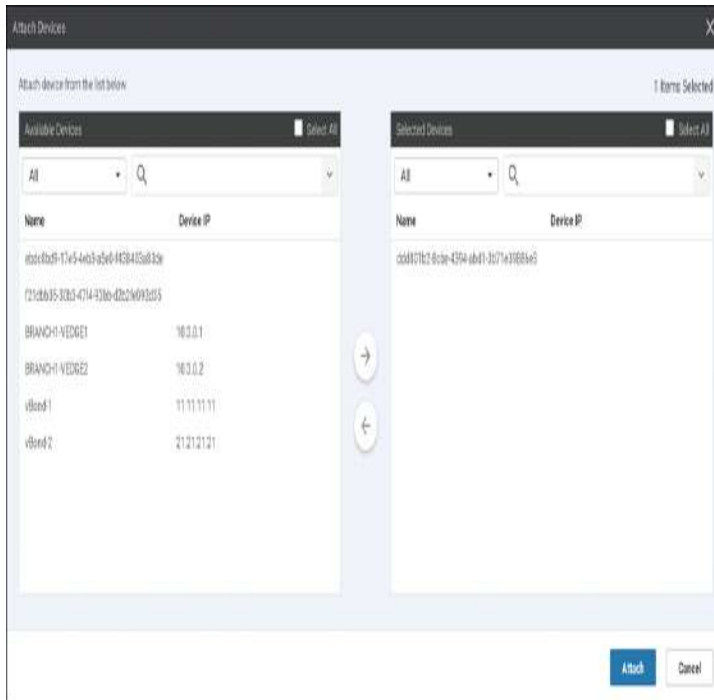 Attach Devices
Attach device from the list below
1 Items Selected
Available Devices Select All
All
Name Device IP
BRANCH1-VEDGE1 10.3.0.1
BRANCH1-VEDGE2 10.3.0.2
vBond-1 11.11.11.11
vBond-2 21.21.21.21
Selected Devices Select All
All
Name Device IP
Attach Cancel